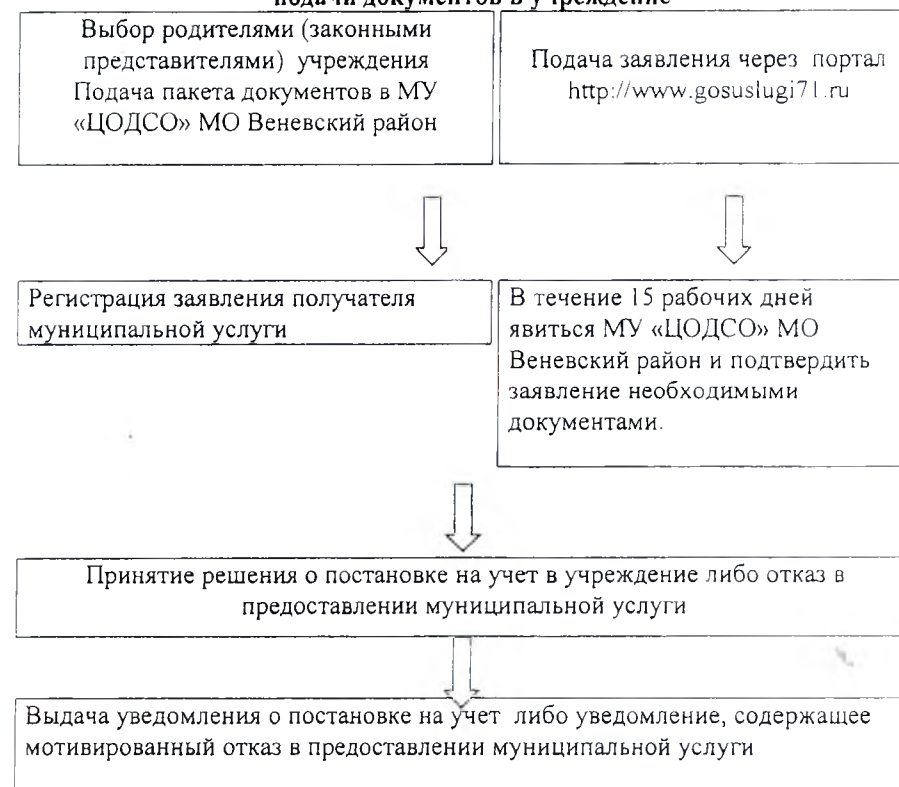 подачи документов в учреждение
Выбор родителями (законными
представителями) учреждения
Подача пакета документов в МУ
«ЦОДСО» МО Веневский район
Подача заявления через портал
http://www.gosuslugi71.ru
Регистрация заявления получателя
муниципальной услуги
В течение 15 рабочих дней
явиться МУ «ЦОДСО» МО
Веневский район и подтвердить
заявление необходимыми
документами.
Принятие решения о постановке на учет в учреждение либо отказ в
предоставлении муниципальной услуги
Выдача уведомления о постановке на учет либо уведомление, содержащее
мотивированный отказ в предоставлении муниципальной услуги